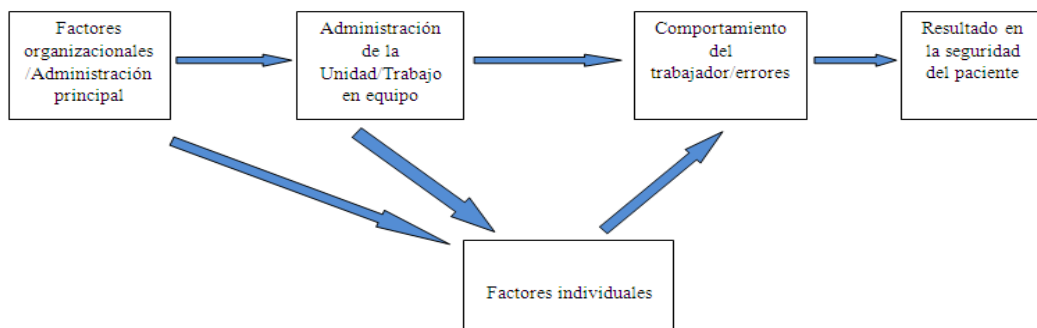 Factores
organizacionales
/Administración
principal
Administración
de la
Unidad/Trabajo
en equipo
Comportamiento
del
trabajador/errores
Resultado en
la seguridad
del paciente
Factores individuales